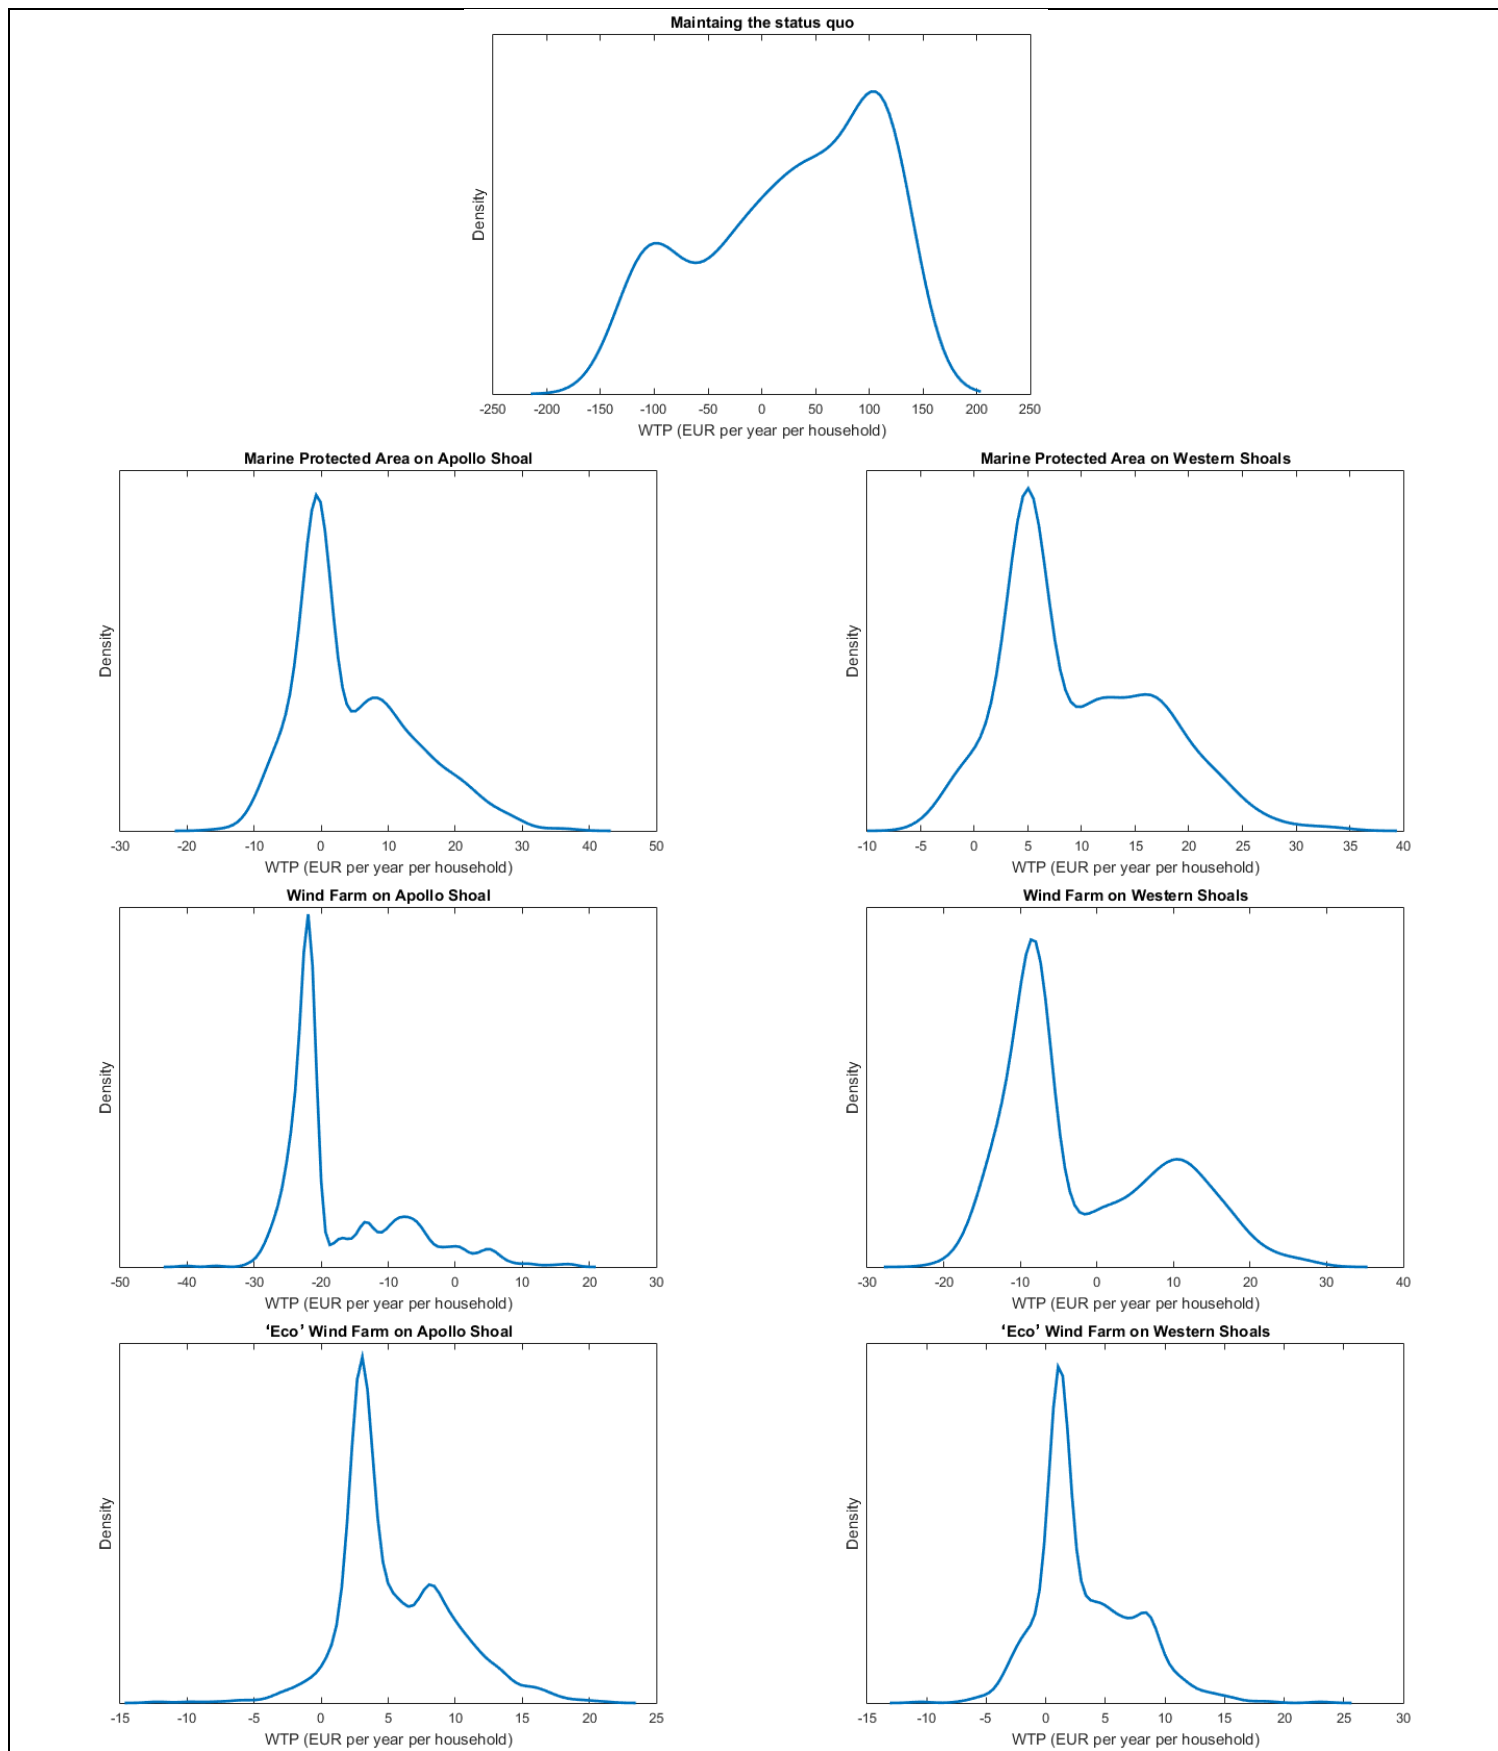 Maintaing the status quo
Density
-250 -200 -150 -100 -50 0 50 100 150 200 250
WTP (EUR per year per household)
Marine Protected Area on Apollo Shoal
Density
-30 -20 -10 0 10 20 30 40 50
WTP (EUR per year per household)
Marine Protected Area on Western Shoals
Density
-10 -5 0 5 10 15 20 25 30 35 40
WTP (EUR per year per household)
Wind Farm on Apollo Shoal
Density
-50 -40 -30 -20 -10 0 10 20 30
WTP (EUR per year per household)
Wind Farm on Western Shoals
Density
-30 -20 -10 0 10 20 30 40
WTP (EUR per year per household)
‘Eco’ Wind Farm on Apollo Shoal
Density
-15 -10 -5 0 5 10 15 20 25
WTP (EUR per year per household)
‘Eco’ Wind Farm on Western Shoals
Density
-15 -10 -5 0 5 10 15 20 25 30
WTP (EUR per year per household)